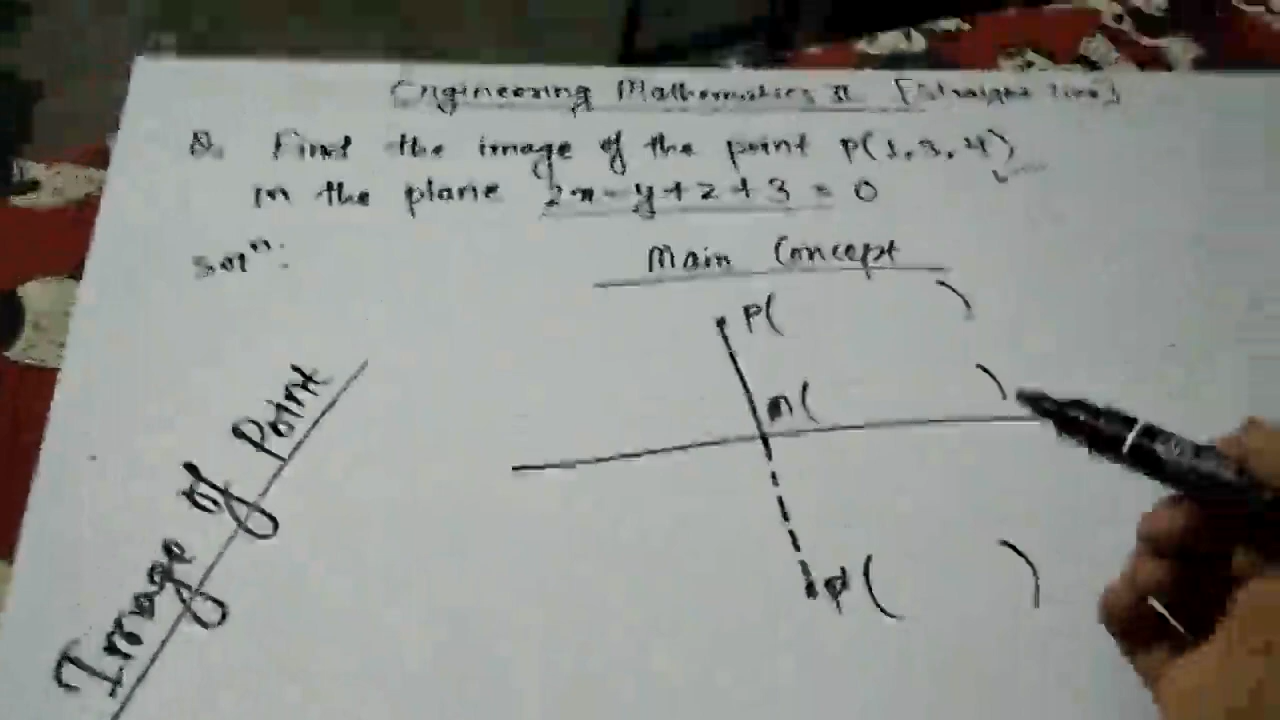 Engineering Mathematics II [Straight Line]
Q. Find the image of the point P(1,3,4)
in the plane 2x-y+z+3=0
Solⁿ:
Main Concept
P( )
M( )
P'( )
Image of Point